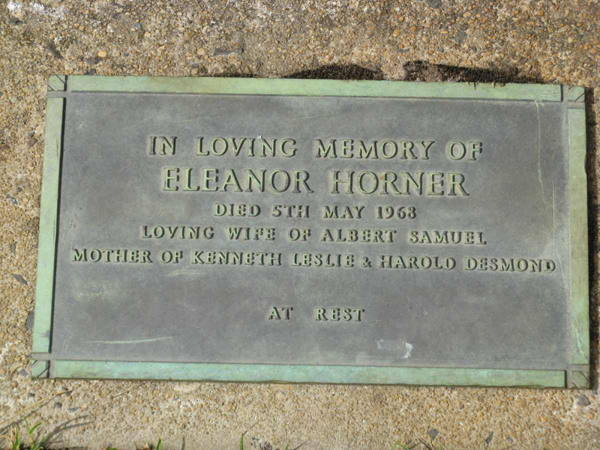 IN LOVING MEMORY OF
ELEANOR HORNER
DIED 5TH MAY 1968
LOVING WIFE OF ALBERT SAMUEL
MOTHER OF KENNETH LESLIE & HAROLD DESMOND
AT REST